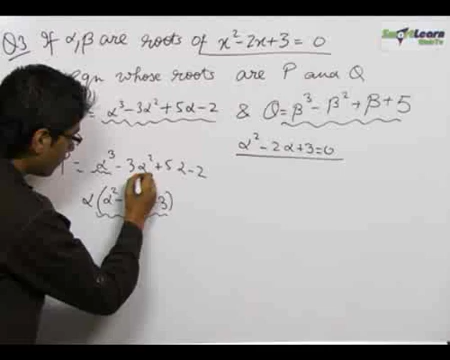 Q3 If α, β are roots of x² - 2x + 3 = 0
SmartLearn
WebTv
eqn whose roots are P and Q
= α³ - 3α² + 5α - 2 & Q = β³ - β² + β + 5
α² - 2α + 3 = 0
= α³ - 3α² + 5α - 2
α(α² - 3)